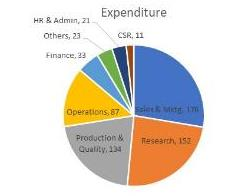 Expenditure
HR & Admin, 21
CSR, 11
Others, 23
Finance, 33
Operations, 87
Sales & Mktg, 176
Production &
Quality, 134
Research, 152